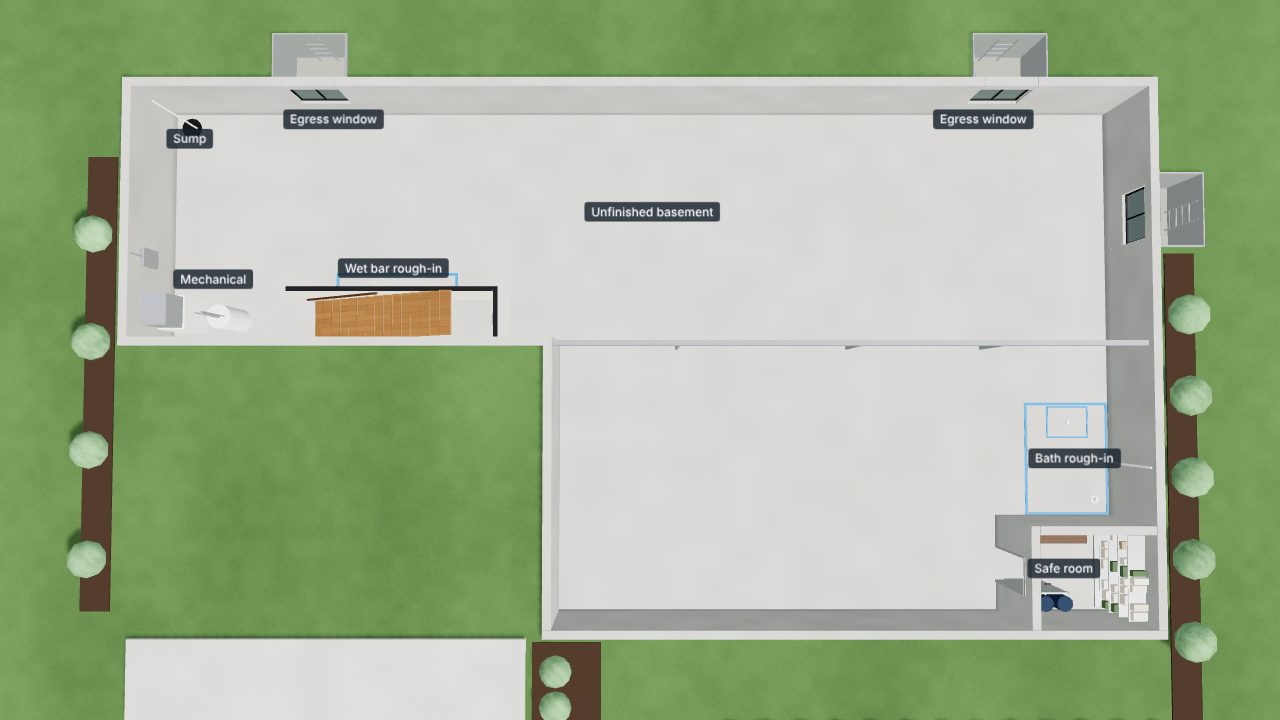 Egress window
Egress window
Sump
Unfinished basement
Wet bar rough-in
Mechanical
Bath rough-in
Safe room